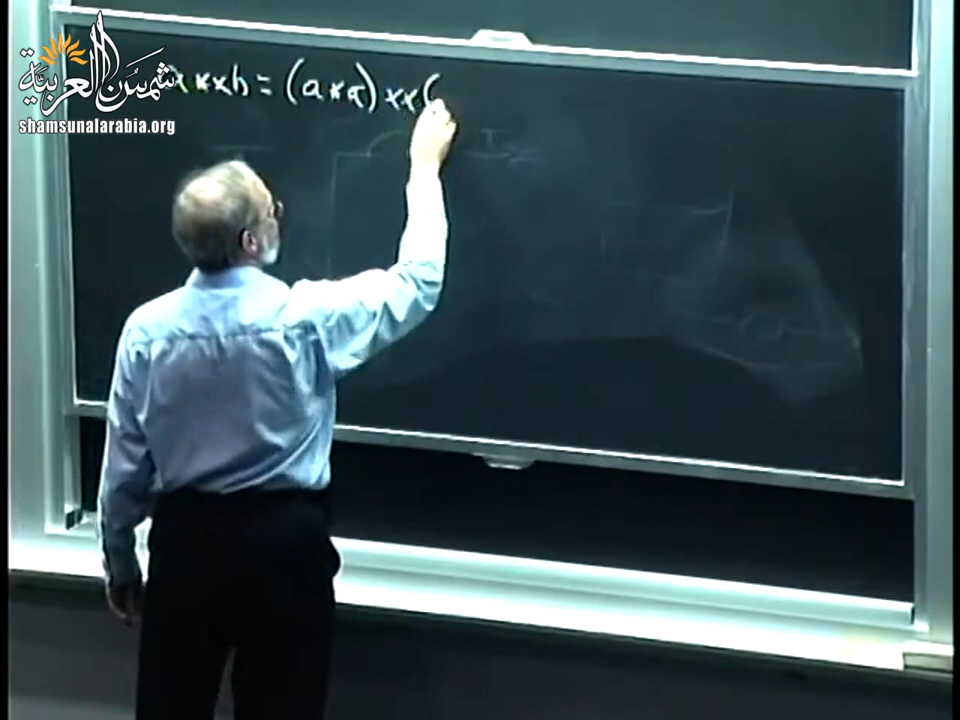 شمس العربية
shamsunalarabia.org
a **b = (a*a) **(